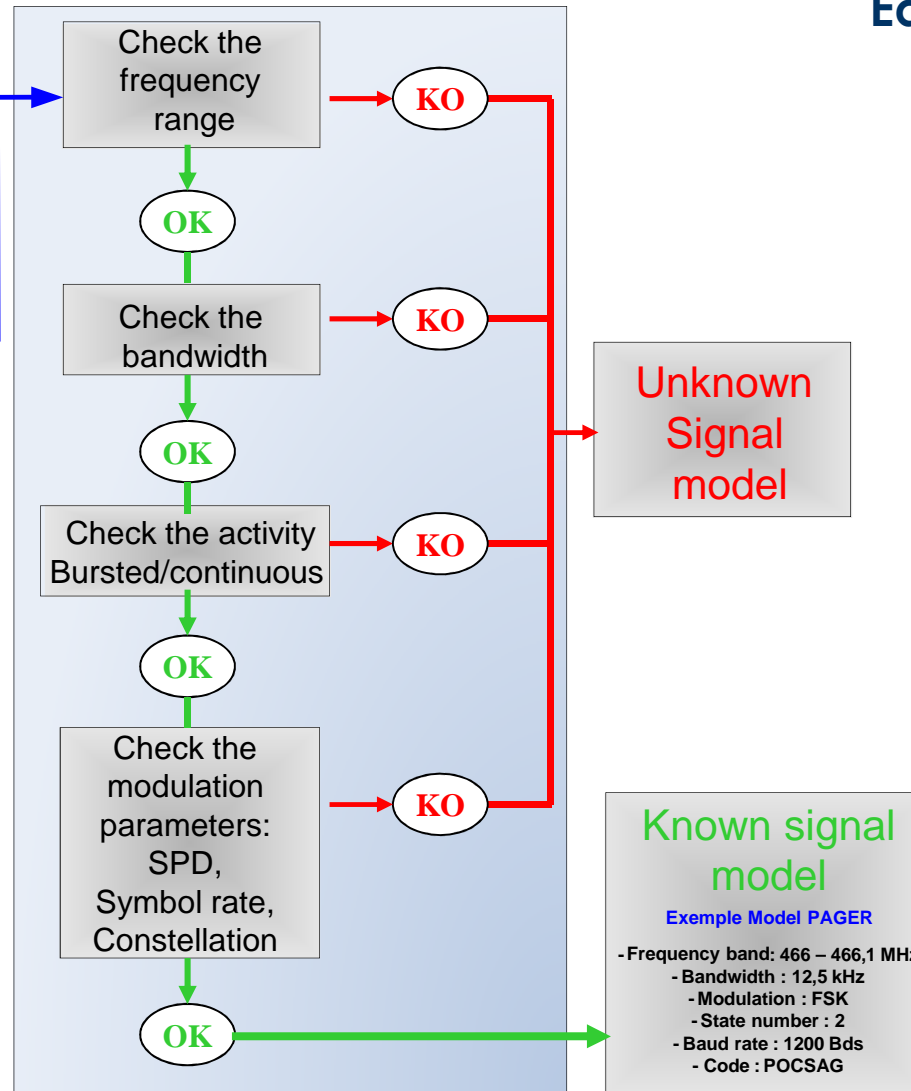 EC
Check the
frequency
range
KO
OK
Check the
bandwidth
KO
OK
Check the activity
Bursted/continuous
KO
OK
Check the
modulation
parameters:
SPD,
Symbol rate,
Constellation
KO
OK
Unknown
Signal
model
Known signal
model
Exemple Model PAGER
- Frequency band: 466 – 466,1 MHz
- Bandwidth : 12,5 kHz
- Modulation : FSK
- State number : 2
- Baud rate : 1200 Bds
- Code : POCSAG